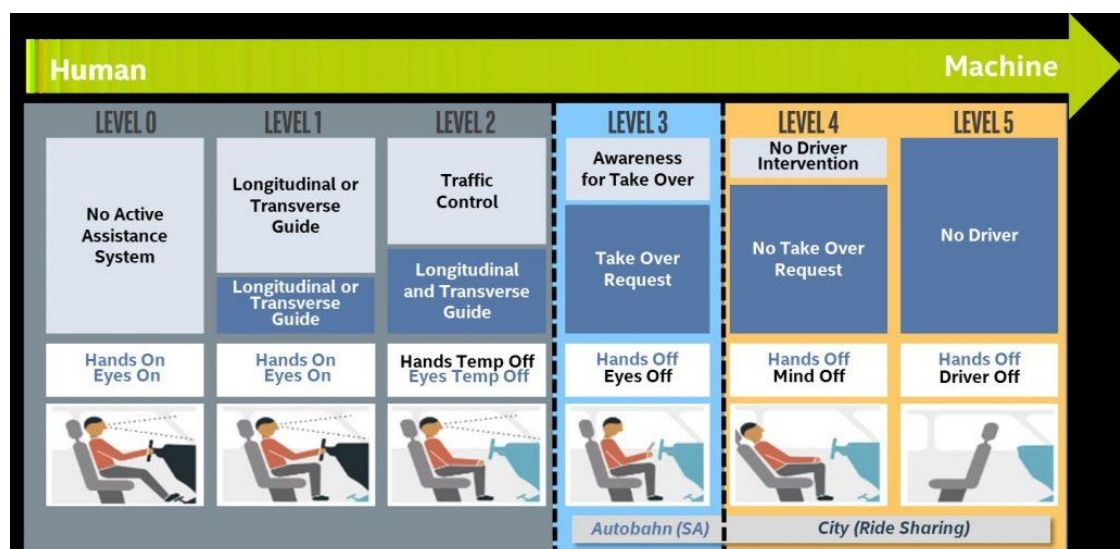 Human
Machine
LEVEL 0
LEVEL 1
LEVEL 2
LEVEL 3
LEVEL 4
LEVEL 5
No Active
Assistance
System
Longitudinal or
Transverse
Guide
Longitudinal or
Transverse
Guide
Traffic
Control
Longitudinal
and Transverse
Guide
Awareness
for Take Over
Take Over
Request
No Driver
Intervention
No Take Over
Request
No Driver
Hands On
Eyes On
Hands On
Eyes On
Hands Temp Off
Eyes Temp Off
Hands Off
Eyes Off
Hands Off
Mind Off
Hands Off
Driver Off
Autobahn (SA)
City (Ride Sharing)